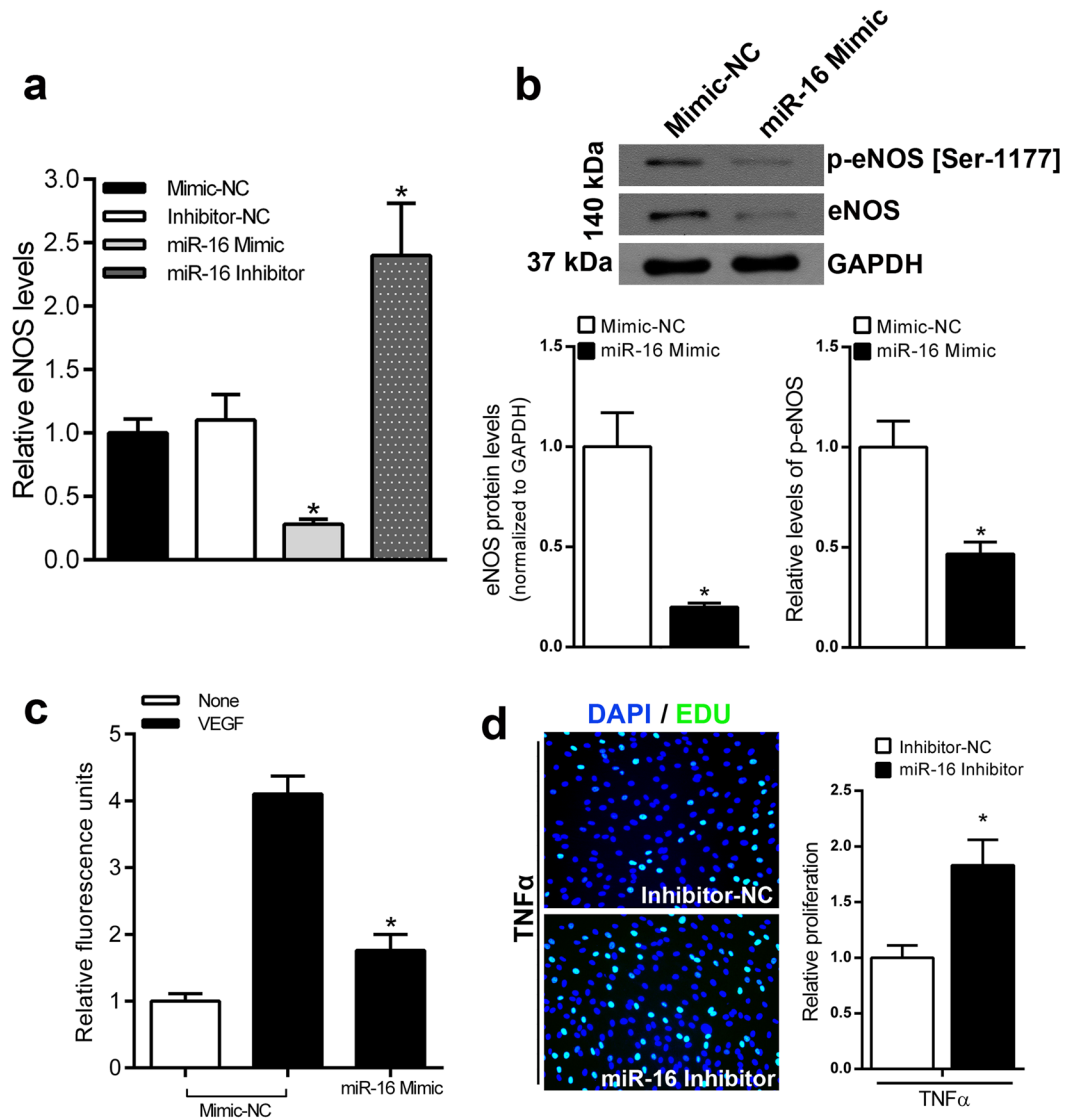 a
Relative eNOS levels
3.0
2.5
2.0
1.5
1.0
0.5
0.0
Mimic-NC
Inhibitor-NC
miR-16 Mimic
miR-16 Inhibitor
*
*
b
Mimic-NC
miR-16 Mimic
140 kDa
p-eNOS [Ser-1177]
eNOS
37 kDa
GAPDH
Mimic-NC
miR-16 Mimic
eNOS protein levels
(normalized to GAPDH)
1.5
1.0
0.5
0.0
*
Mimic-NC
miR-16 Mimic
Relative levels of p-eNOS
1.5
1.0
0.5
0.0
*
c
None
VEGF
Relative fluorescence units
5
4
3
2
1
0
*
Mimic-NC
miR-16 Mimic
d
DAPI / EDU
TNFα
Inhibitor-NC
miR-16 Inhibitor
Inhibitor-NC
miR-16 Inhibitor
Relative proliferation
2.5
2.0
1.5
1.0
0.5
0.0
*
TNFα